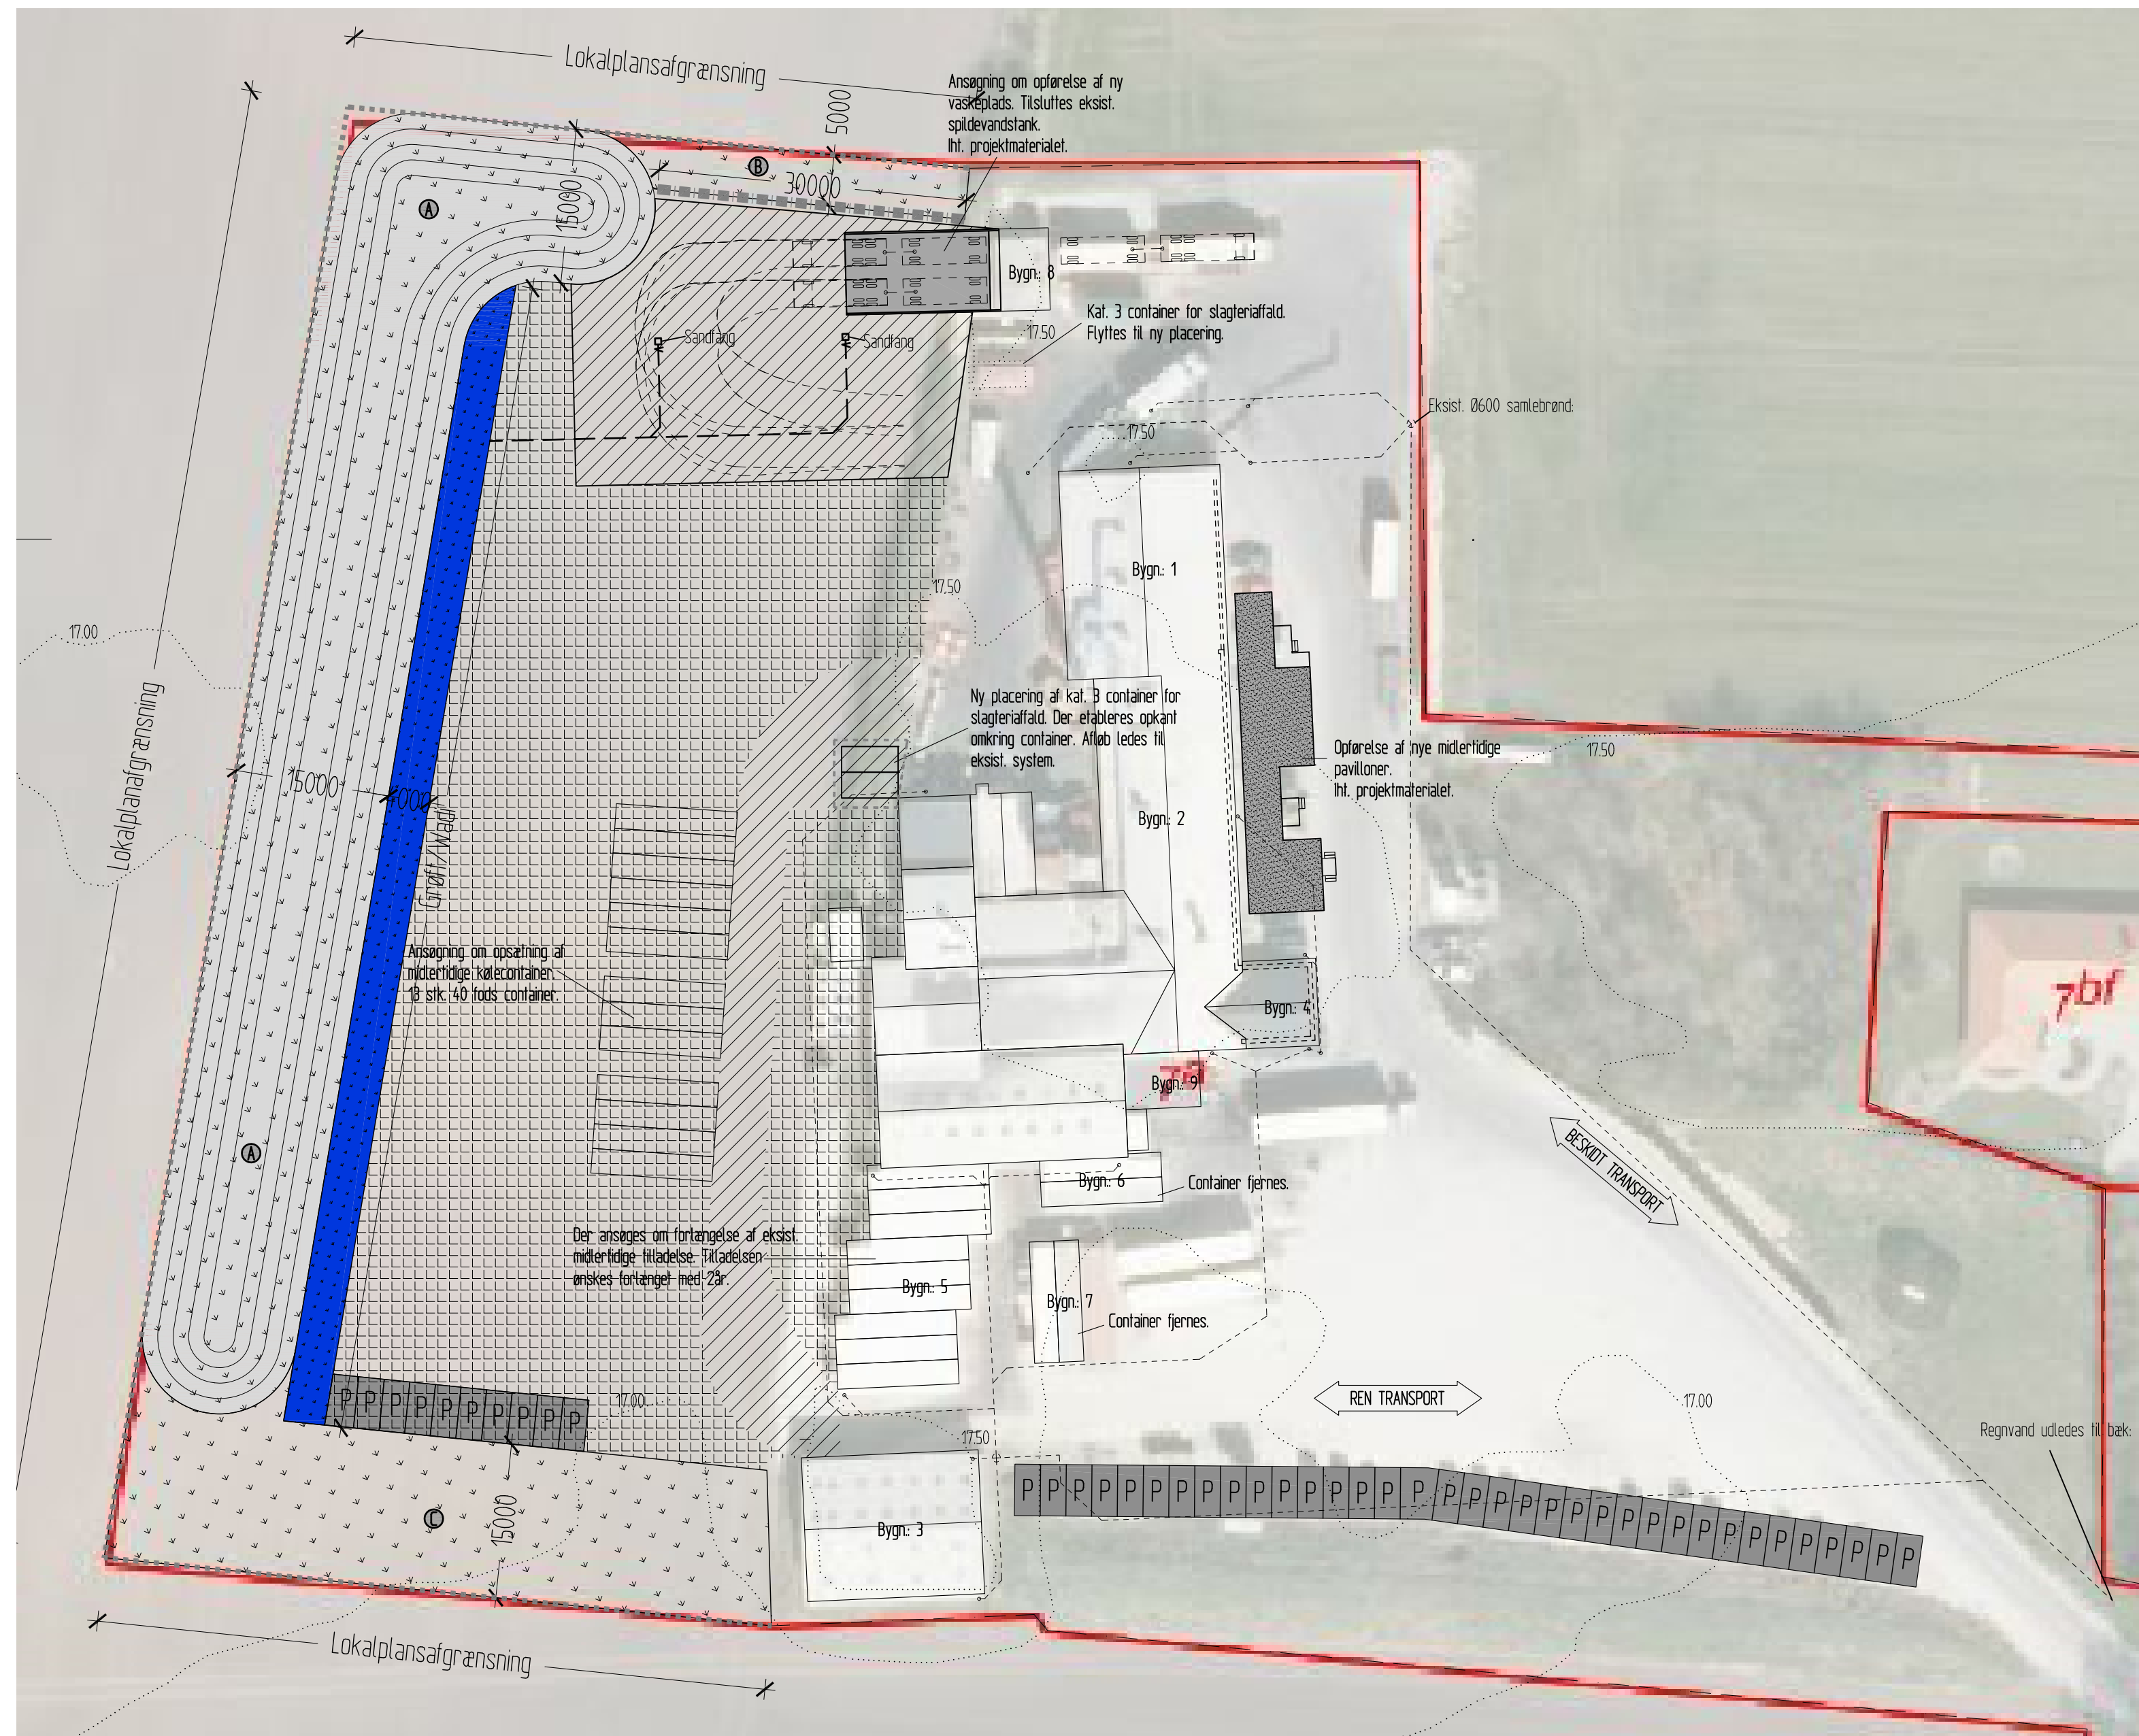 Lokalplansafgrænsning
Ansøgning om opførelse af ny
vaskeplads. Tilsluttes eksist.
spildevandstank.
Iht. projektmaterialet.
5000
B
30000
A
15000
Bygn.: 8
Kat. 3 container for slagteriaffald.
Flyttes til ny placering.
17.50
Sandfang
Sandfang
Eksist. Ø600 samlebrønd:
17.50
Bygn.: 1
17.50
17.00
Lokalplanafgrænsning
Ny placering af kat. 3 container for
slagteriaffald. Der etableres opkant
omkring container. Afløb ledes til
eksist. system.
Opførelse af nye midlertidige
pavilloner.
Iht. projektmaterialet.
17.50
15000
4000
Grøft/Wadi
Bygn.: 2
Ansøgning om opsætning af
midlertidige kølecontainer.
13 stk. 40 fods container.
7bf
Bygn.: 4
Bygn.: 9
A
BESKIDT TRANSPORT
Bygn.: 6
Container fjernes.
Der ansøges om forlængelse af eksist.
midlertidige tilladelse. Tilladelsen
ønskes forlænget med 2år.
Bygn.: 5
Bygn.: 7
Container fjernes.
REN TRANSPORT
17.00
17.00
P P P P P P P P P P
Regnvand udledes til bæk:
17.50
P P P P P P P P P P P P P P P P P P P P P P P P P P P P P P P P P P P
C
15000
Bygn.: 3
Lokalplansafgrænsning